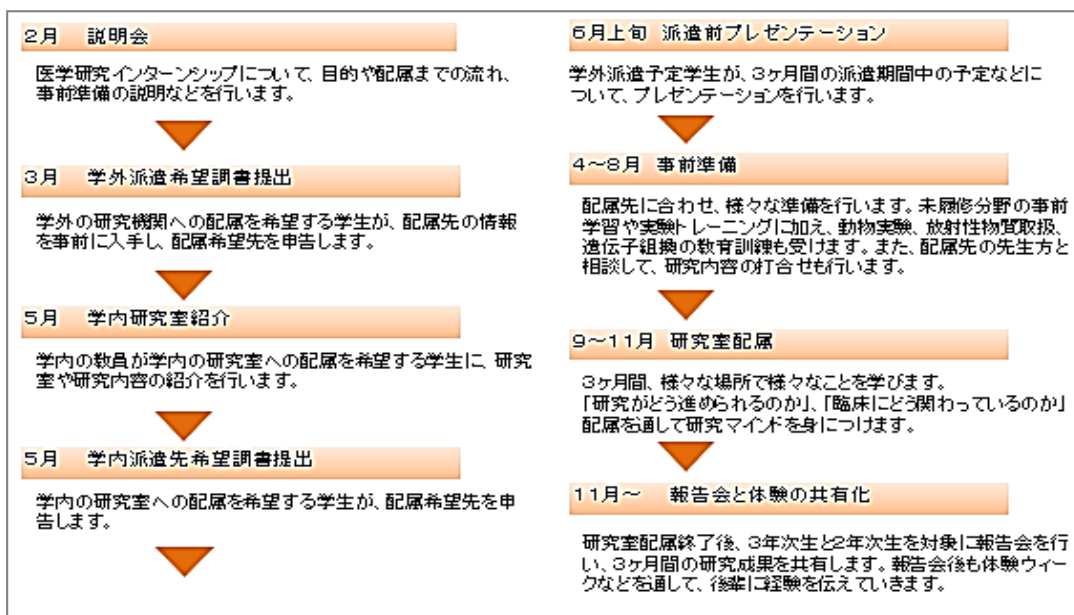 2月　説明会
医学研究インターンシップについて、目的や配属までの流れ、
事前準備の説明などを行います。
3月　学外派遣希望調書提出
学外の研究機関への配属を希望する学生が、配属先の情報
を事前に入手し、配属希望先を申告します。
5月　学内研究室紹介
学内の教員が学内の研究室への配属を希望する学生に、研究
室や研究内容の紹介を行います。
5月　学内派遣先希望調書提出
学内の研究室への配属を希望する学生が、配属希望先を申
告します。
6月上旬　派遣前プレゼンテーション
学外派遣予定学生が、3ヶ月間の派遣期間中の予定などに
ついて、プレゼンテーションを行います。
4～8月　事前準備
配属先に合わせ、様々な準備を行います。未履修分野の事前
学習や実験トレーニングに加え、動物実験、放射性物質取扱、
遺伝子組換の教育訓練も受けます。また、配属先の先生方と
相談して、研究内容の打合せも行います。
9～11月　研究室配属
3ヶ月間、様々な場所で様々なことを学びます。
「研究がどう進められるのか」、「臨床にどう関わっているのか」
配属を通して研究マインドを身につけます。
11月～　報告会と体験の共有化
研究室配属終了後、3年次生と2年次生を対象に報告会を行
い、3ヶ月間の研究成果を共有します。報告会後も体験ウィー
クなどを通して、後輩に経験を伝えていきます。